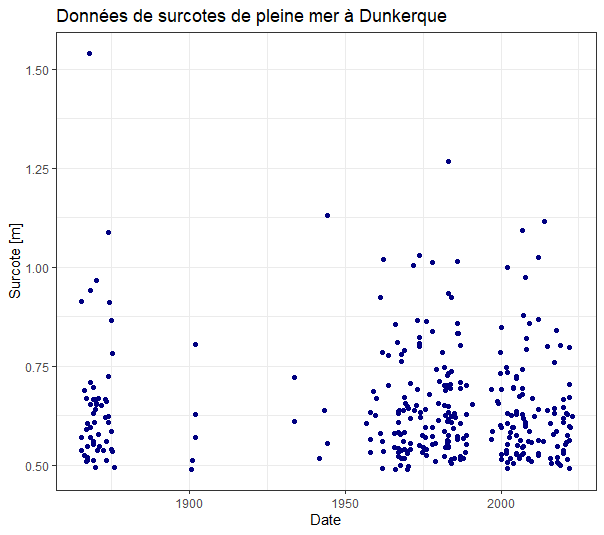 Données de surcotes de pleine mer à Dunkerque
1.50
1.25
1.00
0.75
0.50
Surcote [m]
1900
1950
2000
Date